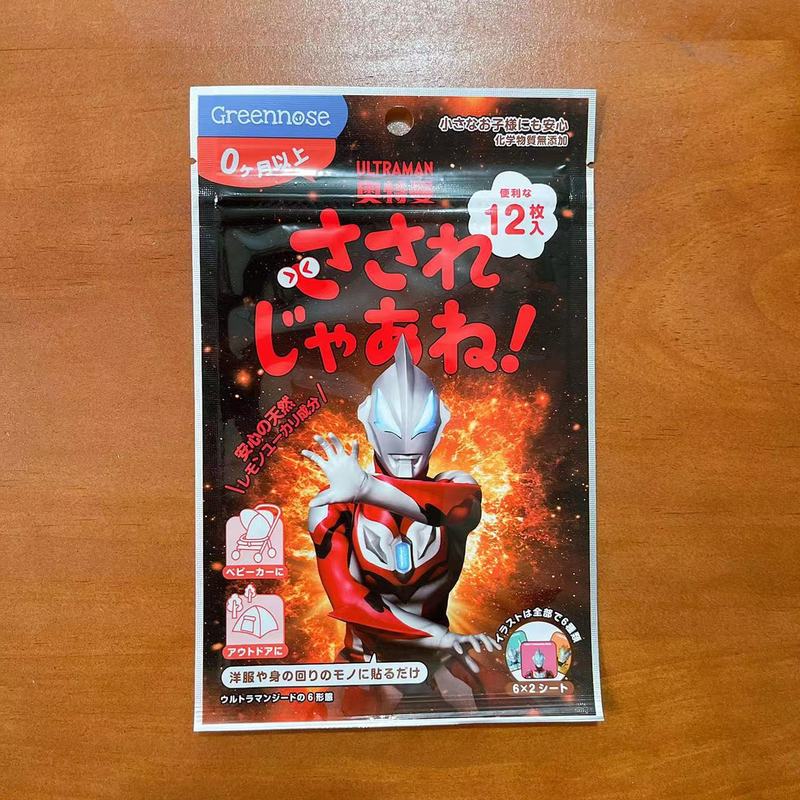 Greennose
0ヶ月以上
小さなお子様にも安心
化学物質無添加
ULTRAMAN
奥特曼
便利な
12枚入
さされ
じゃあね!
安心の天然
レモンユーカリ成分
ベビーカーに
アウトドアに
洋服や身の回りのモノに貼るだけ
ウルトラマンジードの6形態
イラストは全部で6種類
6×2シート